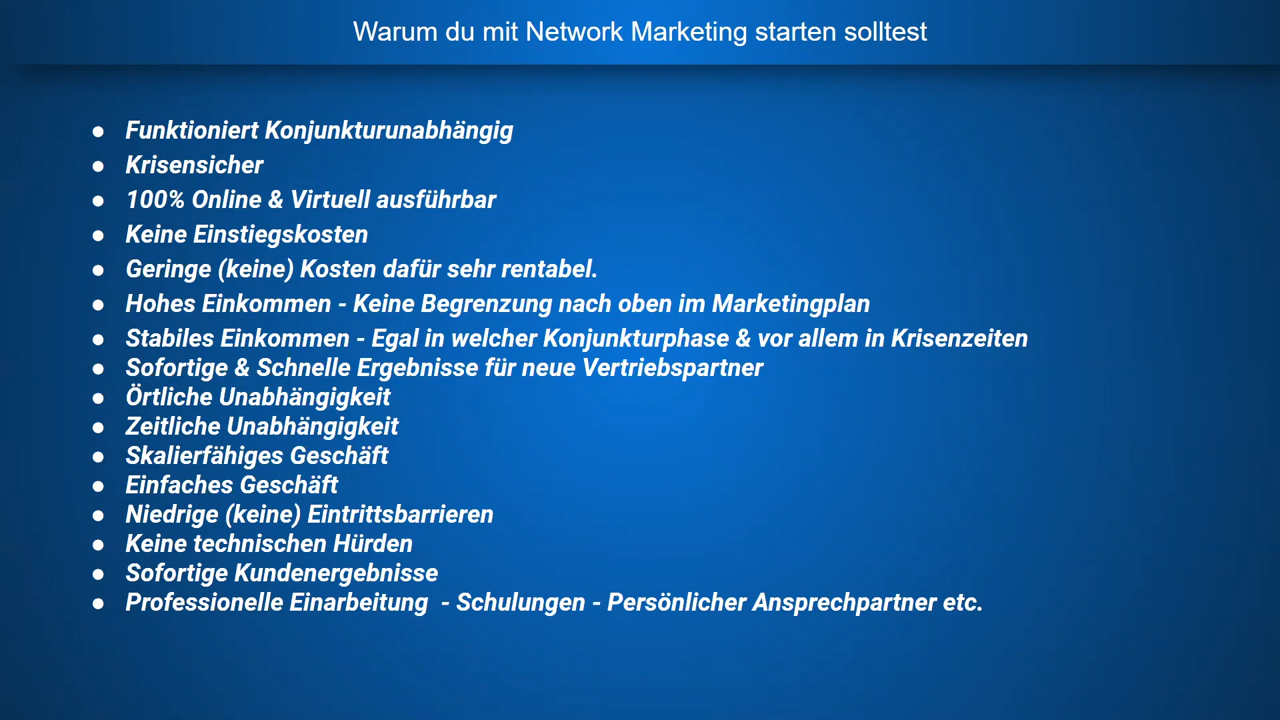 Warum du mit Network Marketing starten solltest
● Funktioniert Konjunkturunabhängig
● Krisensicher
● 100% Online & Virtuell ausführbar
● Keine Einstiegskosten
● Geringe (keine) Kosten dafür sehr rentabel.
● Hohes Einkommen - Keine Begrenzung nach oben im Marketingplan
● Stabiles Einkommen - Egal in welcher Konjunkturphase & vor allem in Krisenzeiten
● Sofortige & Schnelle Ergebnisse für neue Vertriebspartner
● Örtliche Unabhängigkeit
● Zeitliche Unabhängigkeit
● Skalierfähiges Geschäft
● Einfaches Geschäft
● Niedrige (keine) Eintrittsbarrieren
● Keine technischen Hürden
● Sofortige Kundenergebnisse
● Professionelle Einarbeitung  - Schulungen - Persönlicher Ansprechpartner etc.